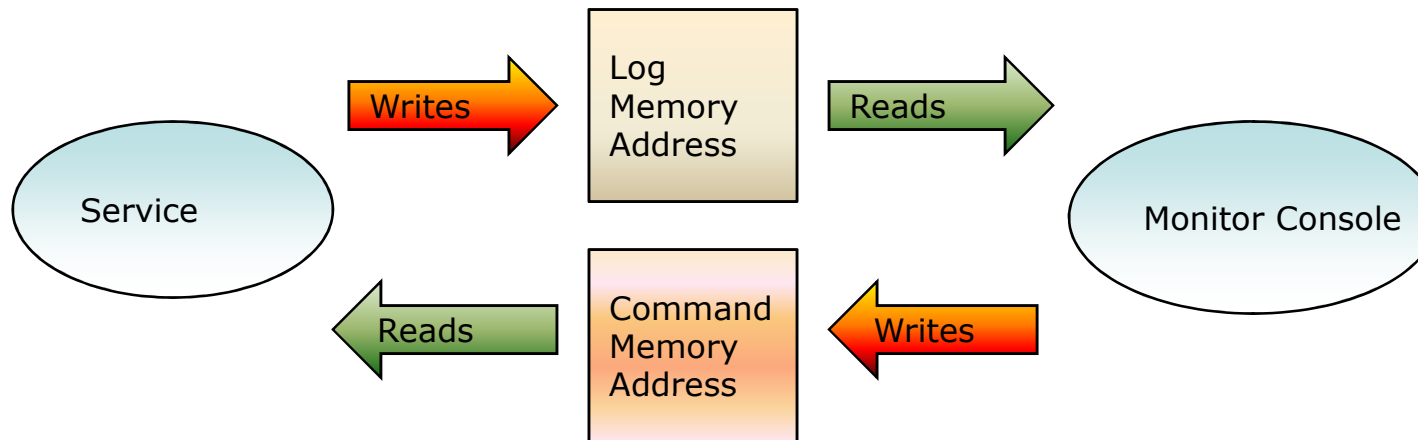 Log
Memory
Address
Writes
Reads
Service
Monitor Console
Command
Memory
Address
Reads
Writes